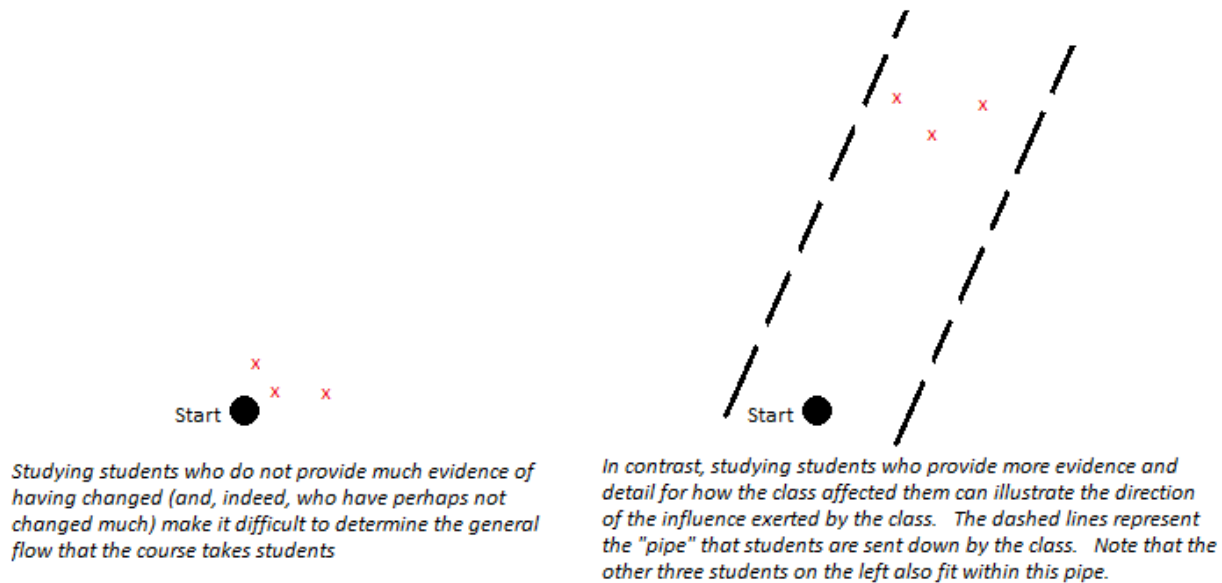 x
x
x
Start
Studying students who do not provide much evidence of
having changed (and, indeed, who have perhaps not
changed much) make it difficult to determine the general
flow that the course takes students
x
x
x
Start
In contrast, studying students who provide more evidence and
detail for how the class affected them can illustrate the direction
of the influence exerted by the class.   The dashed lines represent
the "pipe" that students are sent down by the class.   Note that the
other three students on the left also fit within this pipe.